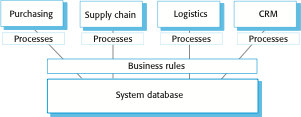 Purchasing Supply chain Logistics CRM
Processes Processes Processes Processes
Business rules
System database